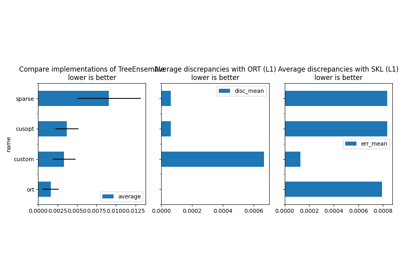 Compare implementations of TreeEnsemble
lower is better
Average discrepancies with ORT (L1)
lower is better
Average discrepancies with SKL (L1)
lower is better
name
sparse
cusopt
custom
ort
average
0.0000 0.0025 0.0050 0.0075 0.0100 0.0125
disc_mean
0.0000 0.0002 0.0004 0.0006
err_mean
0.0000 0.0002 0.0004 0.0006 0.0008